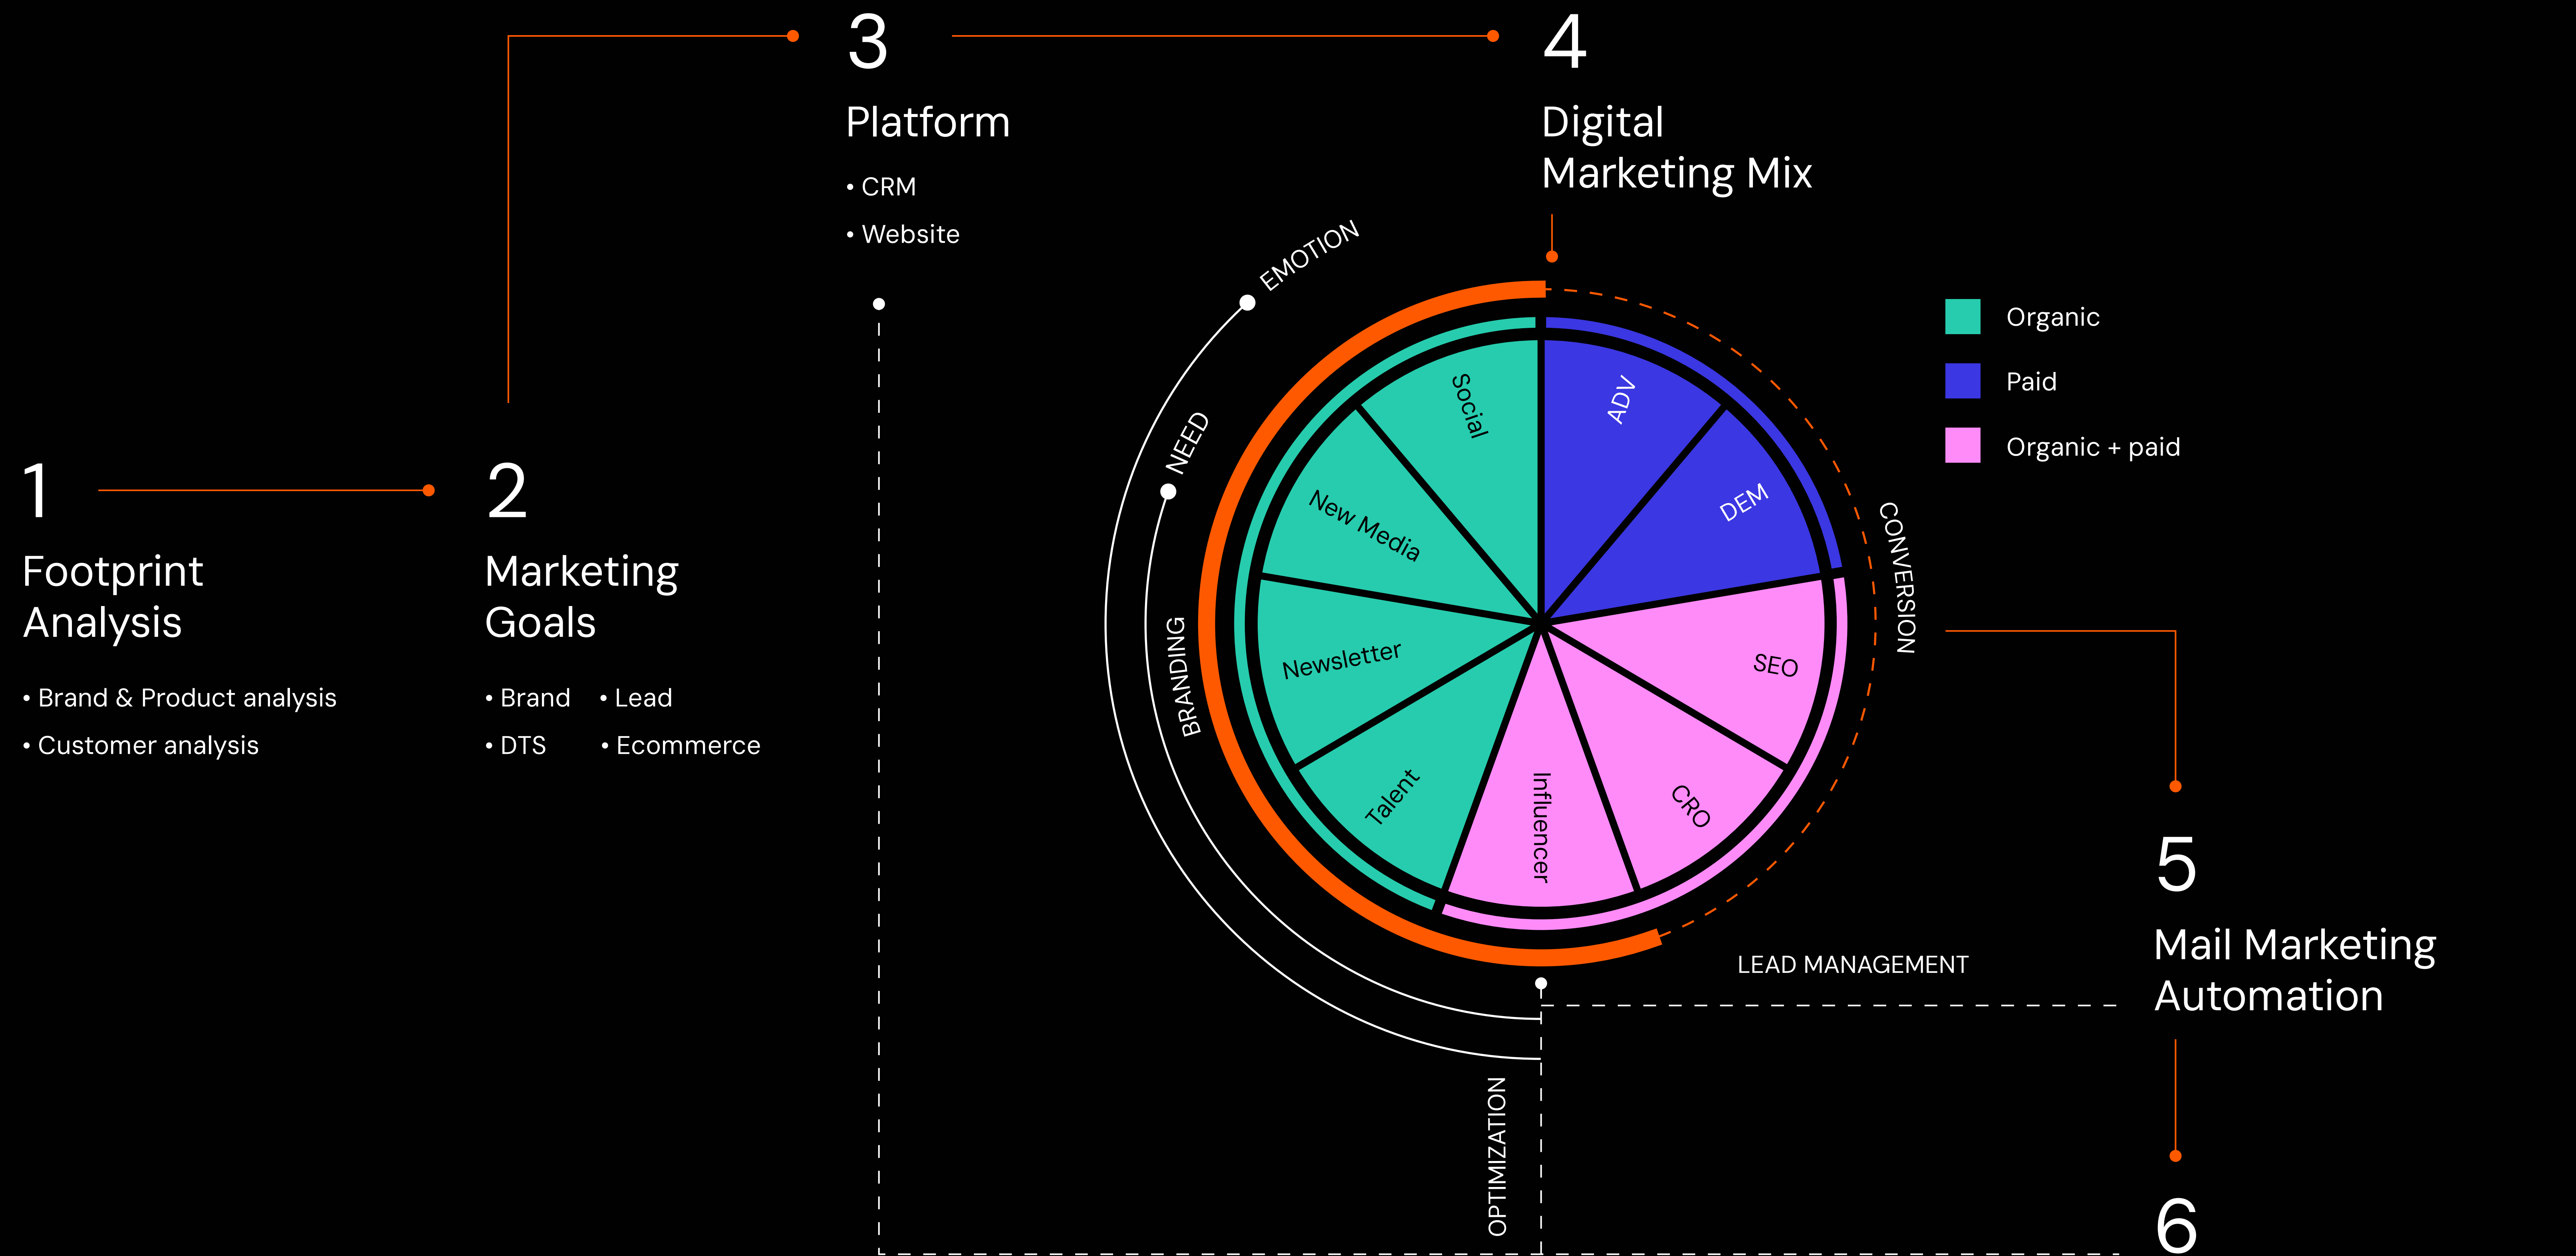 1
Footprint
Analysis
• Brand & Product analysis
• Customer analysis
2
Marketing
Goals
• Brand • Lead
• DTS • Ecommerce
3
Platform
• CRM
• Website
4
Digital
Marketing Mix
Organic
Paid
Organic + paid
EMOTION
NEED
BRANDING
CONVERSION
Social
ADV
DEM
SEO
CRO
Influencer
Talent
Newsletter
New Media
LEAD MANAGEMENT
OPTIMIZATION
5
Mail Marketing
Automation
6